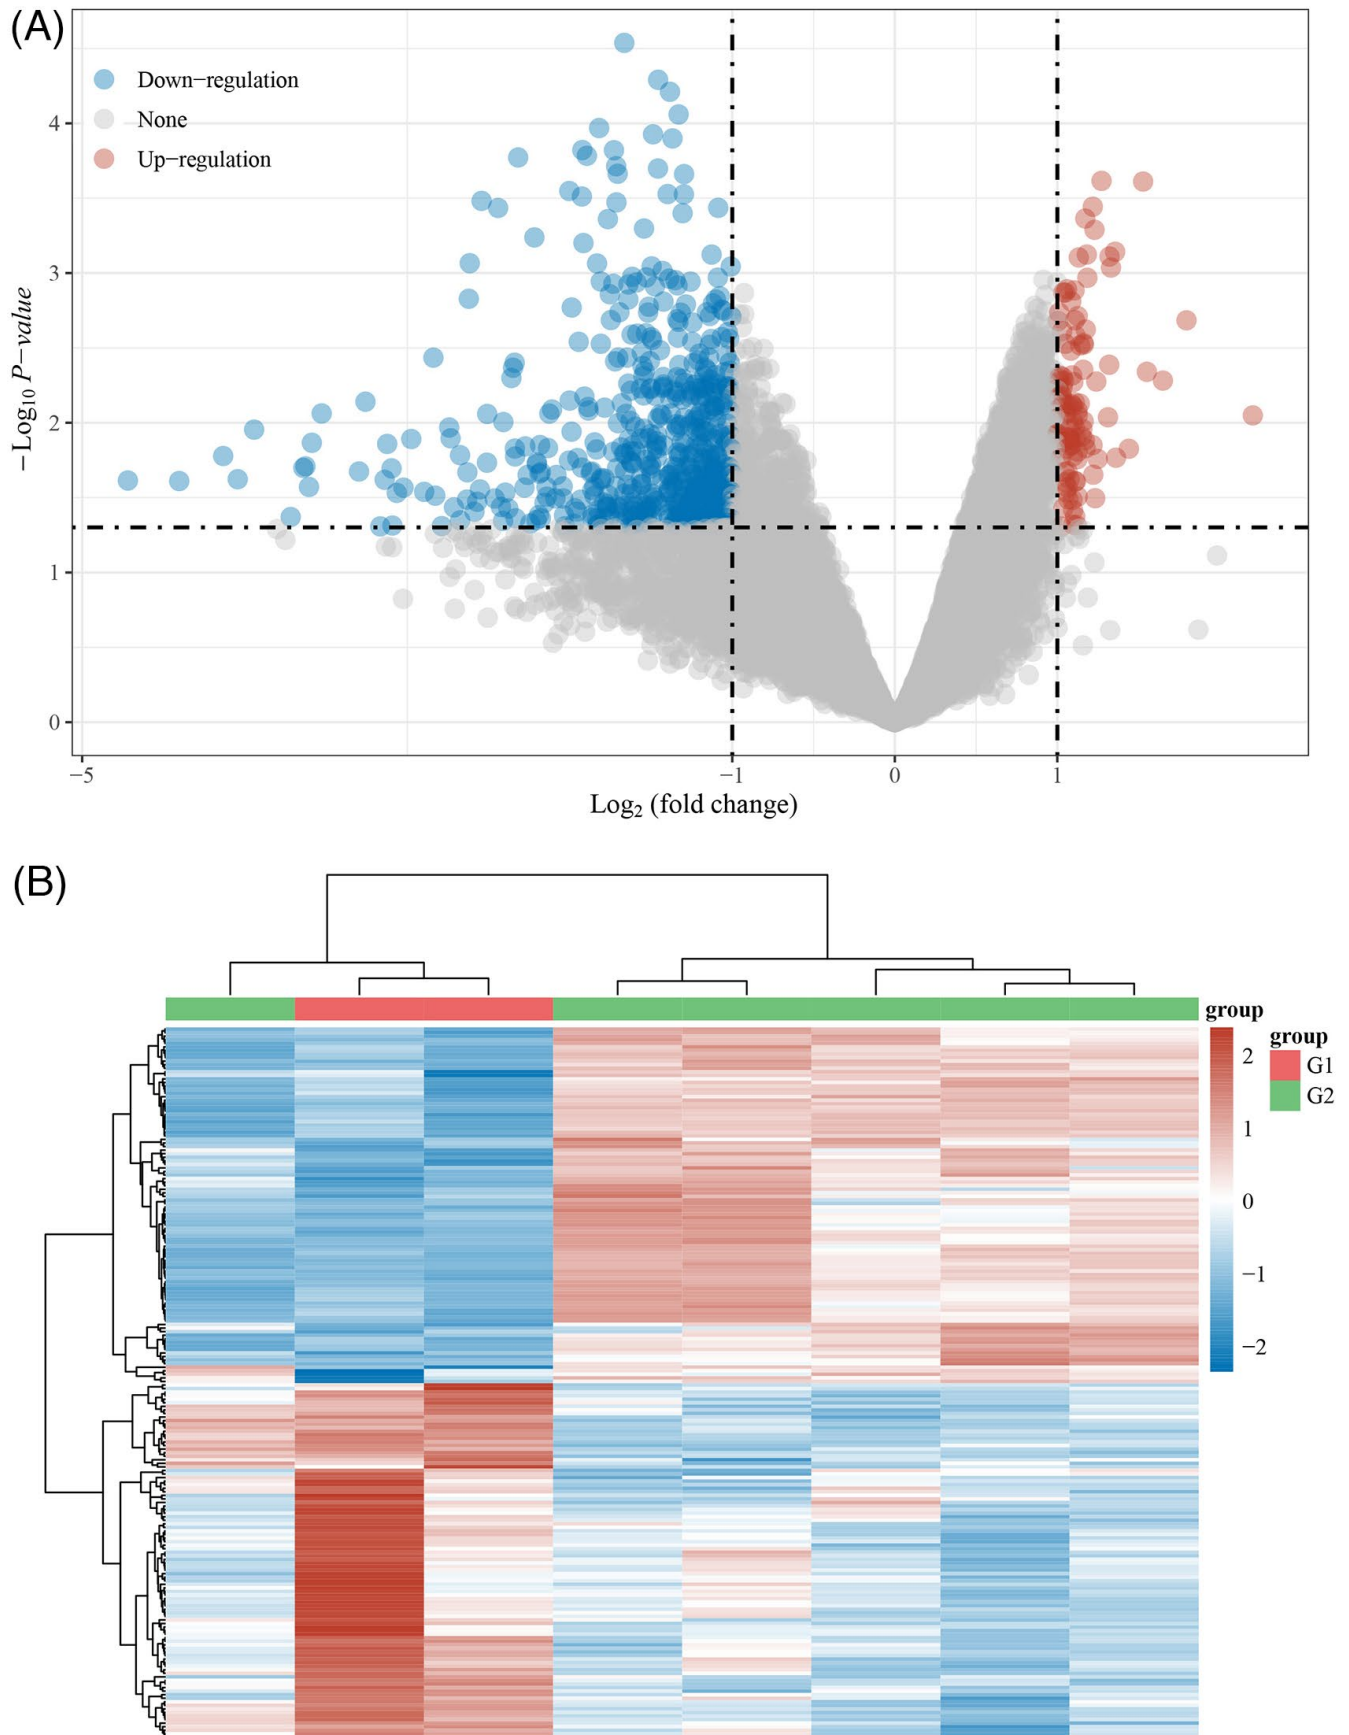 (A)
Down−regulation
None
Up−regulation
4
3
2
1
0
−Log10 P−value
−5
−1
0
1
Log2 (fold change)
(B)
group
2
1
0
−1
−2
group
G1
G2